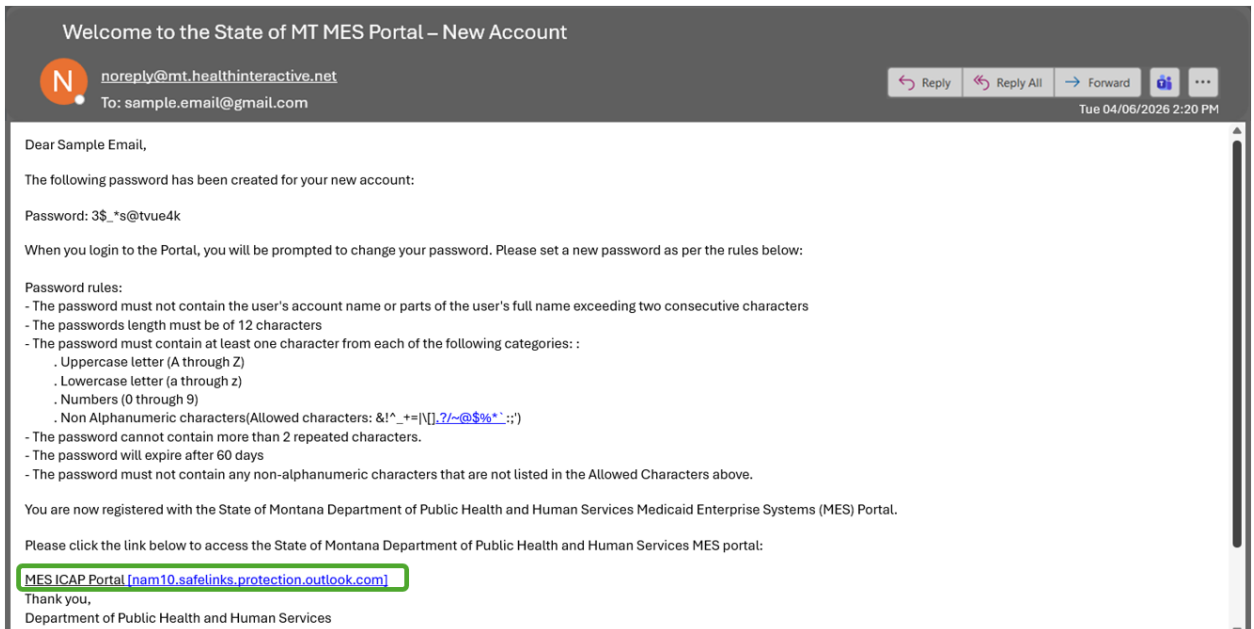 Welcome to the State of MT MES Portal – New Account
N
noreply@mt.healthinteractive.net
To: sample.email@gmail.com
Reply
Reply All
Forward
Tue 04/06/2026 2:20 PM
Dear Sample Email,
The following password has been created for your new account:
Password: 3$_*s@tvue4k
When you login to the Portal, you will be prompted to change your password. Please set a new password as per the rules below:
Password rules:
- The password must not contain the user's account name or parts of the user's full name exceeding two consecutive characters
- The passwords length must be of 12 characters
- The password must contain at least one character from each of the following categories: :
. Uppercase letter (A through Z)
. Lowercase letter (a through z)
. Numbers (0 through 9)
. Non Alphanumeric characters(Allowed characters: &!^_+=|\[].?/~@$%*`:;')
- The password cannot contain more than 2 repeated characters.
- The password will expire after 60 days
- The password must not contain any non-alphanumeric characters that are not listed in the Allowed Characters above.
You are now registered with the State of Montana Department of Public Health and Human Services Medicaid Enterprise Systems (MES) Portal.
Please click the link below to access the State of Montana Department of Public Health and Human Services MES portal:
MES ICAP Portal [nam10.safelinks.protection.outlook.com]
Thank you,
Department of Public Health and Human Services